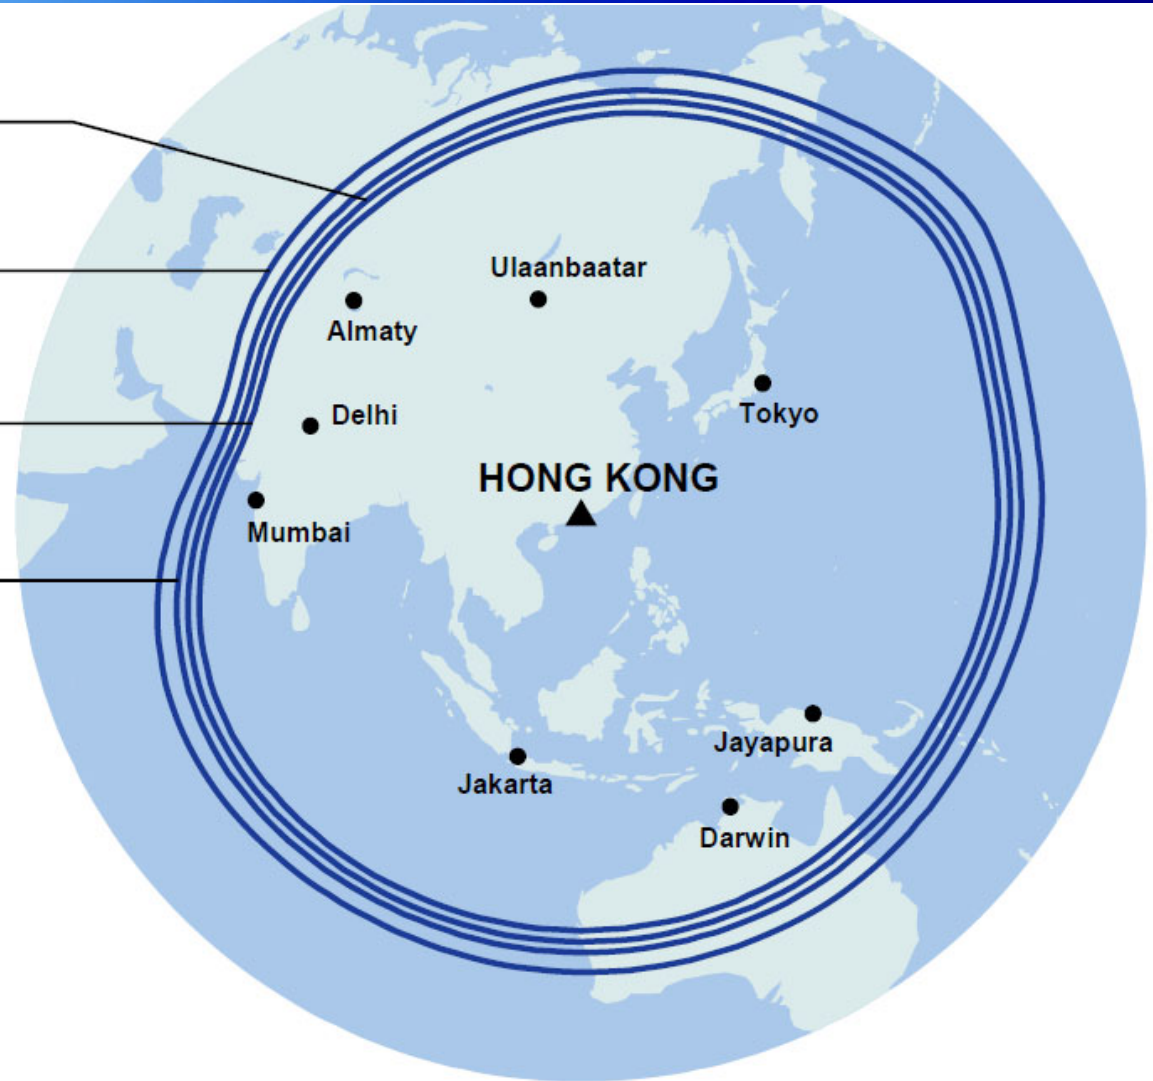 Ulaanbaatar
Almaty
Delhi
Tokyo
HONG KONG
Mumbai
Jayapura
Jakarta
Darwin